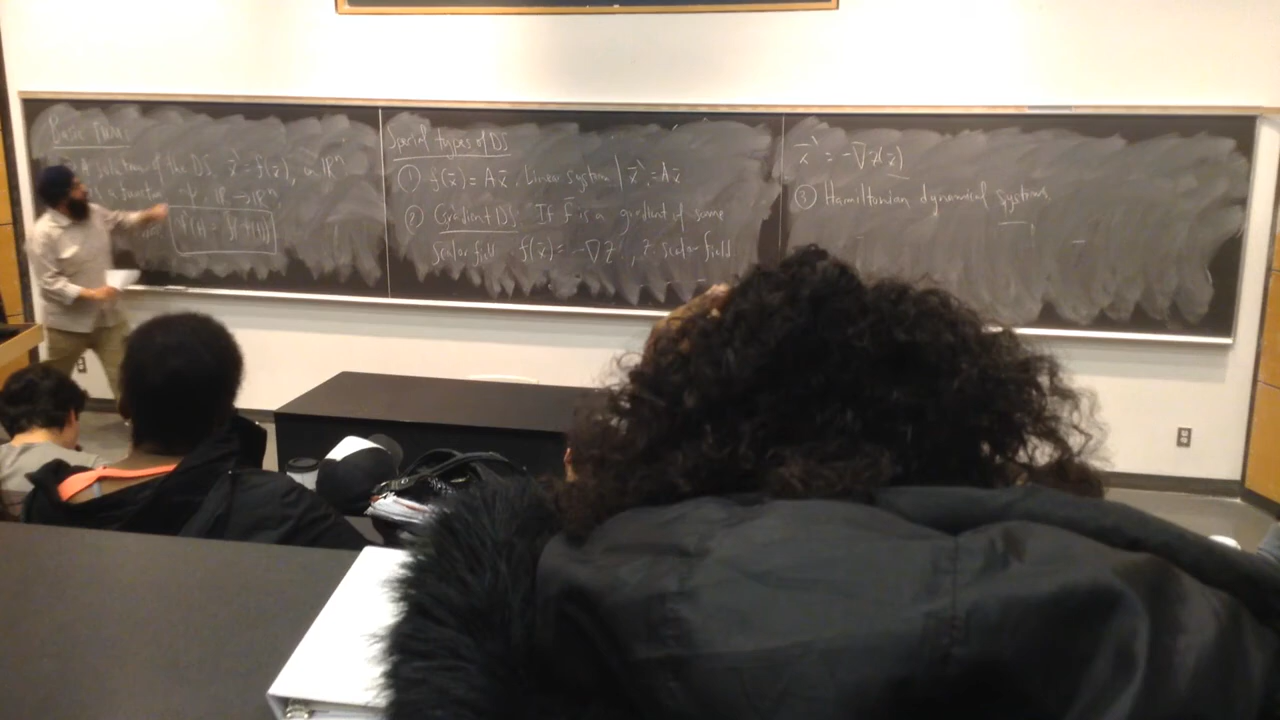 Basic
A solution of the DS x⃗' = f(x⃗), in ℝⁿ
is a function ψ: ℝ → ℝⁿ
Special types of DS
① f(x̄) = Ax̄, Linear system | x̄' = Ax̄
② Gradient DS. If F̄ is a gradient of some
scalar field. f(x̄) = -∇Z, Z scalar field
x̄' = -∇Z(x̄)
③ Hamiltonian dynamical systems.